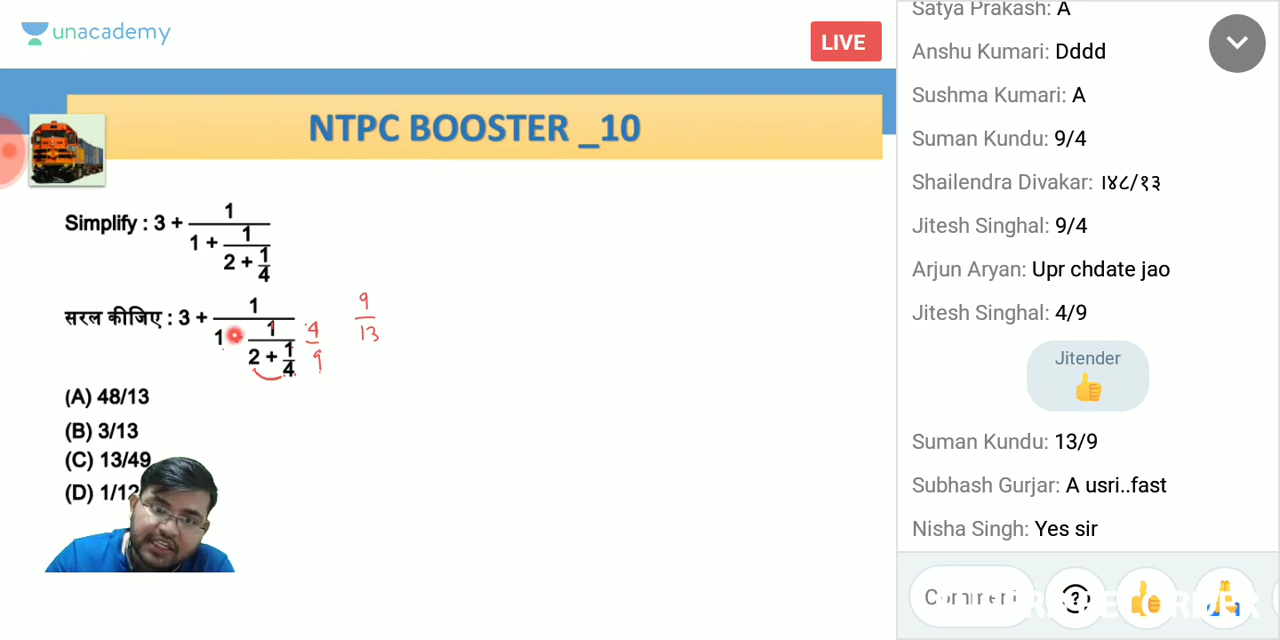 unacademy
LIVE
NTPC BOOSTER _10
Simplify : 3 + 1
1 + 1
2 + 1
4
सरल कीजिए : 3 + 1
1 1
2 + 1
4
4
9
9
13
(A) 48/13
(B) 3/13
(C) 13/49
(D) 1/12
Satya Prakash: A
Anshu Kumari: Dddd
Sushma Kumari: A
Suman Kundu: 9/4
Shailendra Divakar: १४८/१३
Jitesh Singhal: 9/4
Arjun Aryan: Upr chdate jao
Jitesh Singhal: 4/9
Jitender
Suman Kundu: 13/9
Subhash Gurjar: A usri..fast
Nisha Singh: Yes sir